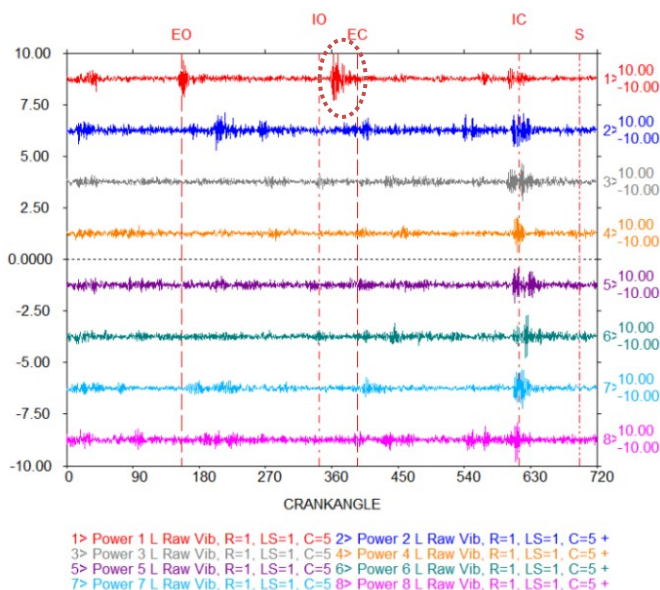 EO IO EC IC S
10.00 1> 10.00
-10.00
7.50
2> 10.00
-10.00
5.00
3> 10.00
-10.00
2.50
4> 10.00
-10.00
0.0000
5> 10.00
-10.00
-2.50
6> 10.00
-10.00
-5.00
7> 10.00
-10.00
-7.50
8> 10.00
-10.00
-10.00
0 90 180 270 360 450 540 630 720
CRANKANGLE
1> Power 1 L Raw Vib, R=1, LS=1, C=5 2> Power 2 L Raw Vib, R=1, LS=1, C=5 +
3> Power 3 L Raw Vib, R=1, LS=1, C=5 4> Power 4 L Raw Vib, R=1, LS=1, C=5 +
5> Power 5 L Raw Vib, R=1, LS=1, C=5 6> Power 6 L Raw Vib, R=1, LS=1, C=5 +
7> Power 7 L Raw Vib, R=1, LS=1, C=5 8> Power 8 L Raw Vib, R=1, LS=1, C=5 +